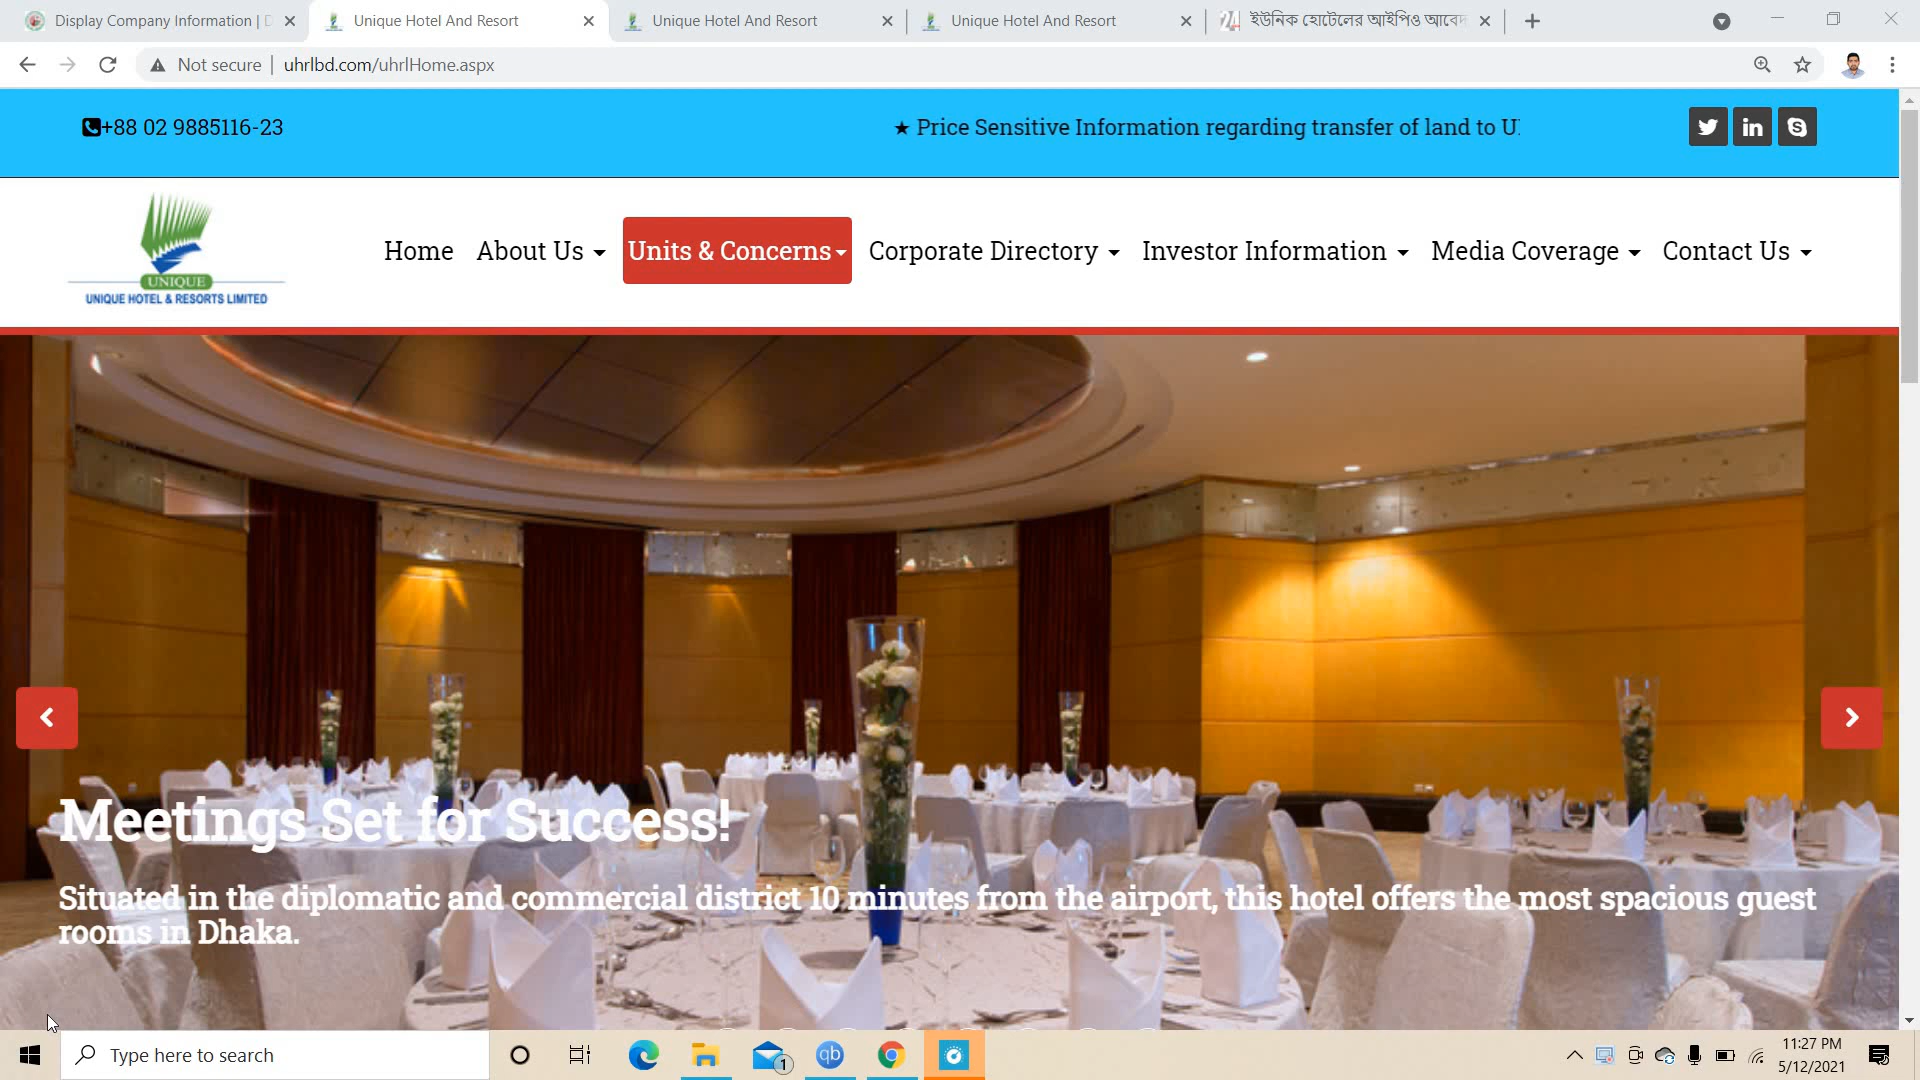 Display Company Information | D
Unique Hotel And Resort
Unique Hotel And Resort
Unique Hotel And Resort
ইউনিক হোটেলের আইপিও আবেদ
Not secure
uhrlbd.com/uhrlHome.aspx
+88 02 9885116-23
★ Price Sensitive Information regarding transfer of land to U
UNIQUE
UNIQUE HOTEL & RESORTS LIMITED
Home
About Us
Units & Concerns
Corporate Directory
Investor Information
Media Coverage
Contact Us
Meetings Set for Success!
Situated in the diplomatic and commercial district 10 minutes from the airport, this hotel offers the most spacious guest
rooms in Dhaka.
Type here to search
1
qb
11:27 PM
5/12/2021